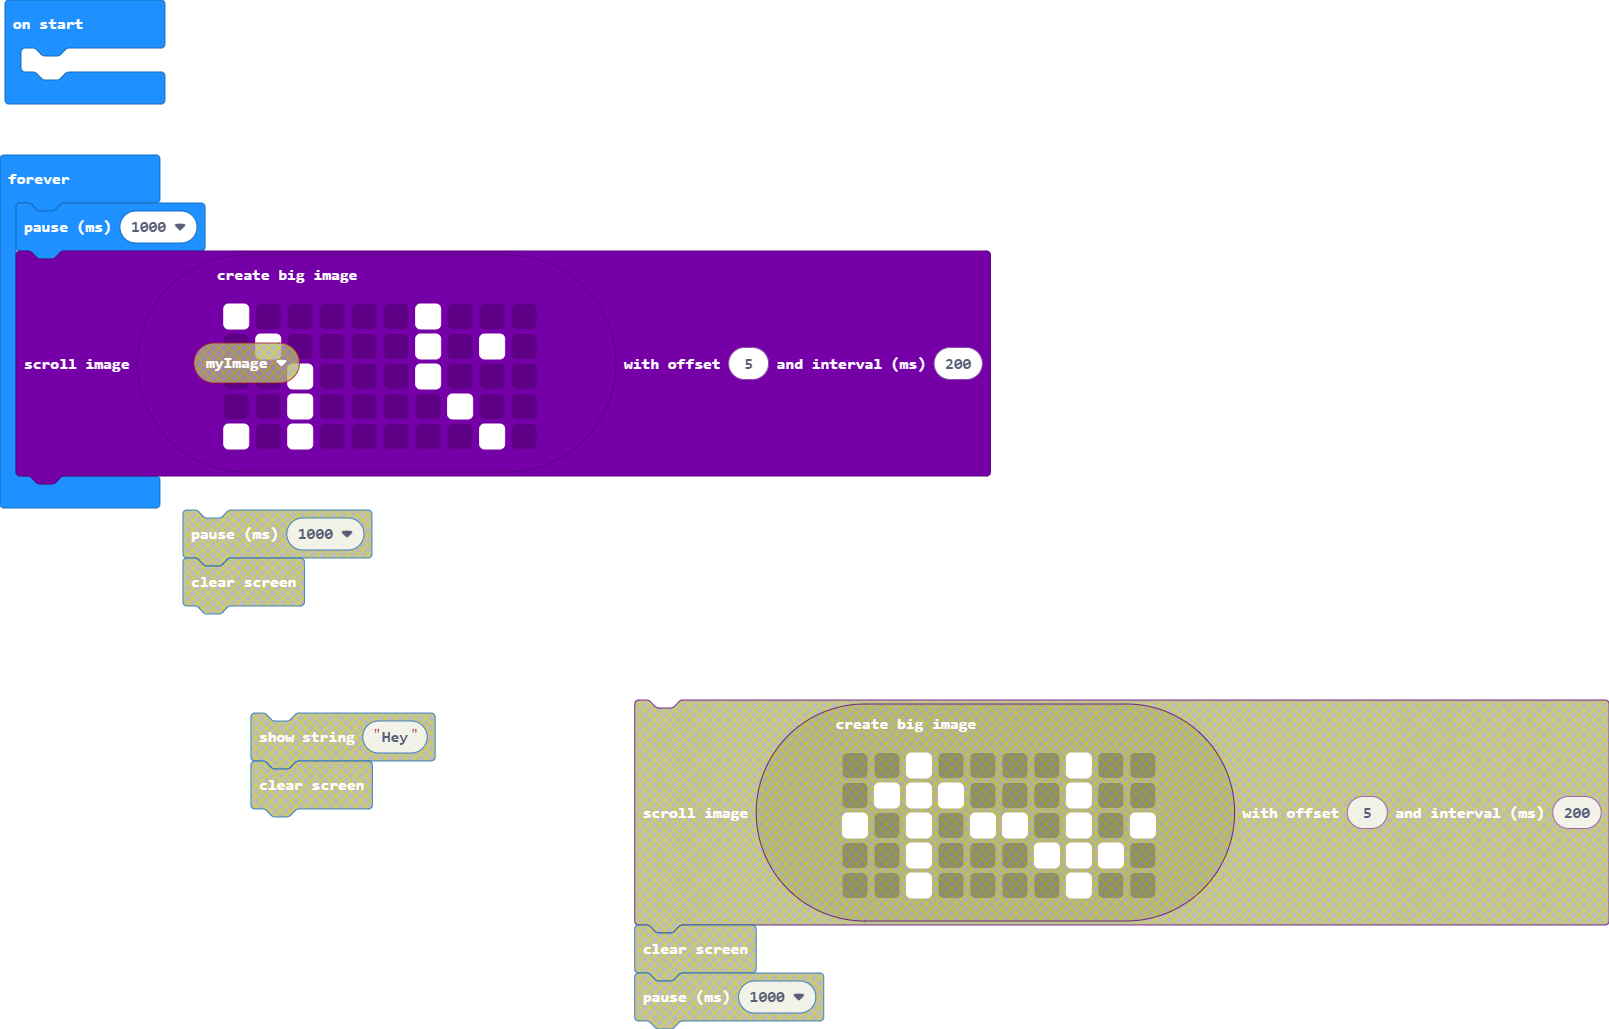 on start
forever
pause (ms) 1000
create big image
scroll image myImage with offset 5 and interval (ms) 200
pause (ms) 1000
clear screen
show string "Hey"
clear screen
create big image
scroll image with offset 5 and interval (ms) 200
clear screen
pause (ms) 1000